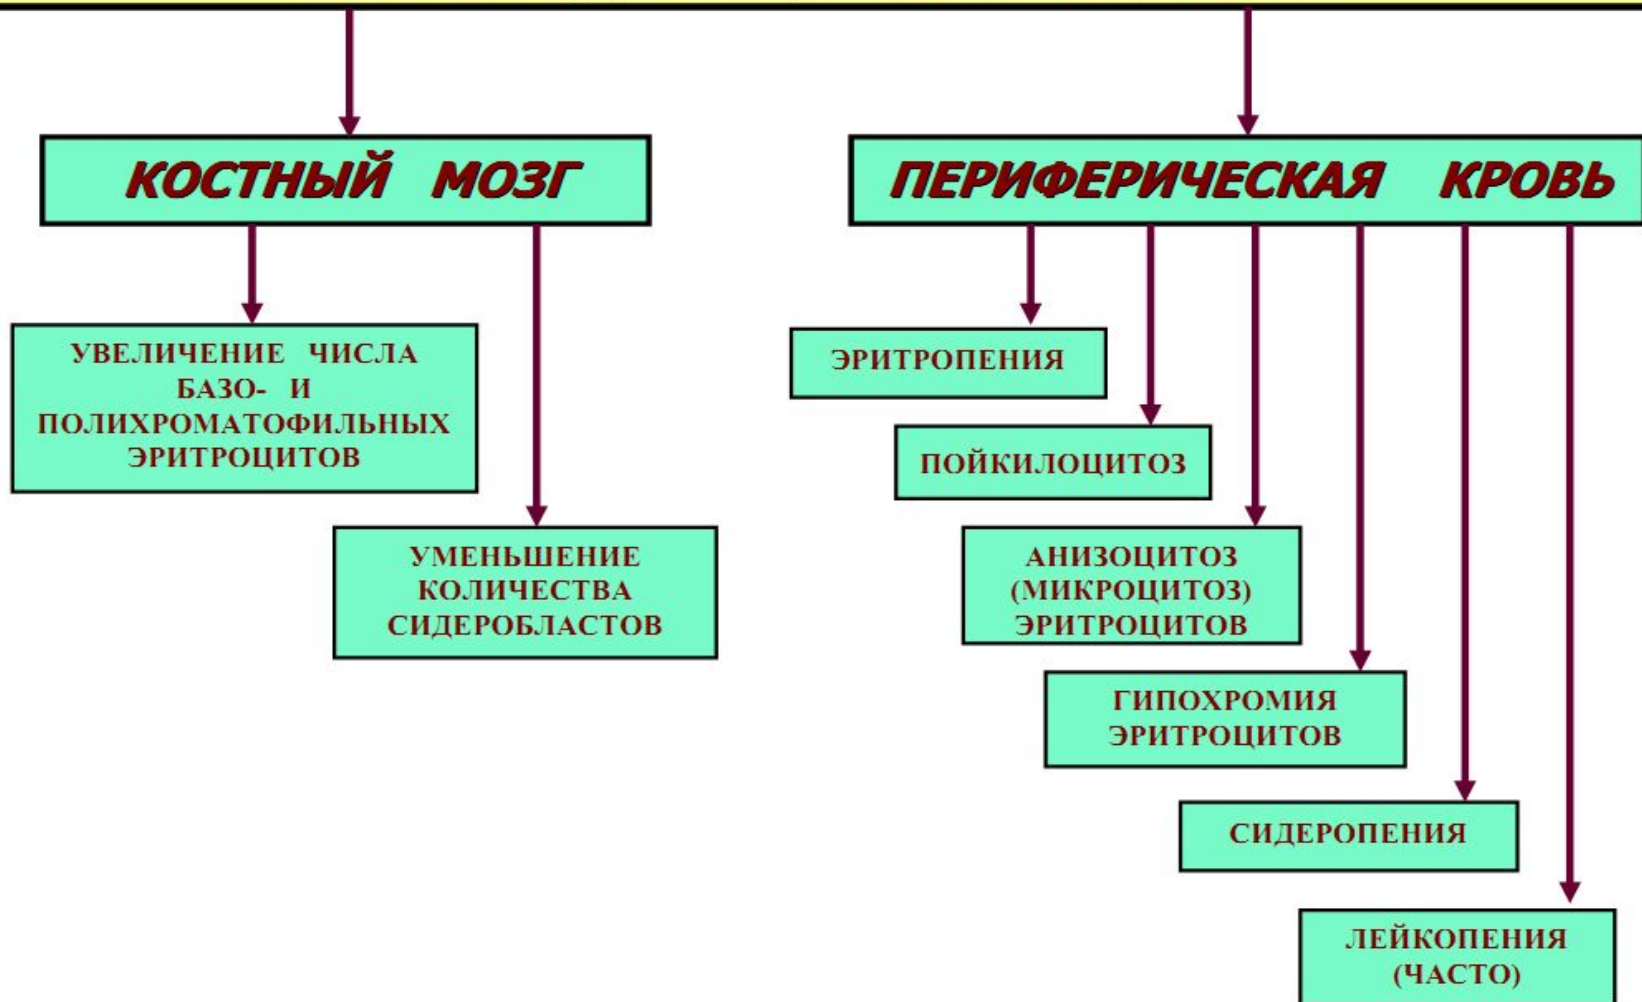 КОСТНЫЙ МОЗГ
ПЕРИФЕРИЧЕСКАЯ КРОВЬ
УВЕЛИЧЕНИЕ ЧИСЛА
БАЗО- И
ПОЛИХРОМАТОФИЛЬНЫХ
ЭРИТРОЦИТОВ
УМЕНЬШЕНИЕ
КОЛИЧЕСТВА
СИДЕРОБЛАСТОВ
ЭРИТРОПЕНИЯ
ПОЙКИЛОЦИТОЗ
АНИЗОЦИТОЗ
(МИКРОЦИТОЗ)
ЭРИТРОЦИТОВ
ГИПОХРОМИЯ
ЭРИТРОЦИТОВ
СИДЕРОПЕНИЯ
ЛЕЙКОПЕНИЯ
(ЧАСТО)